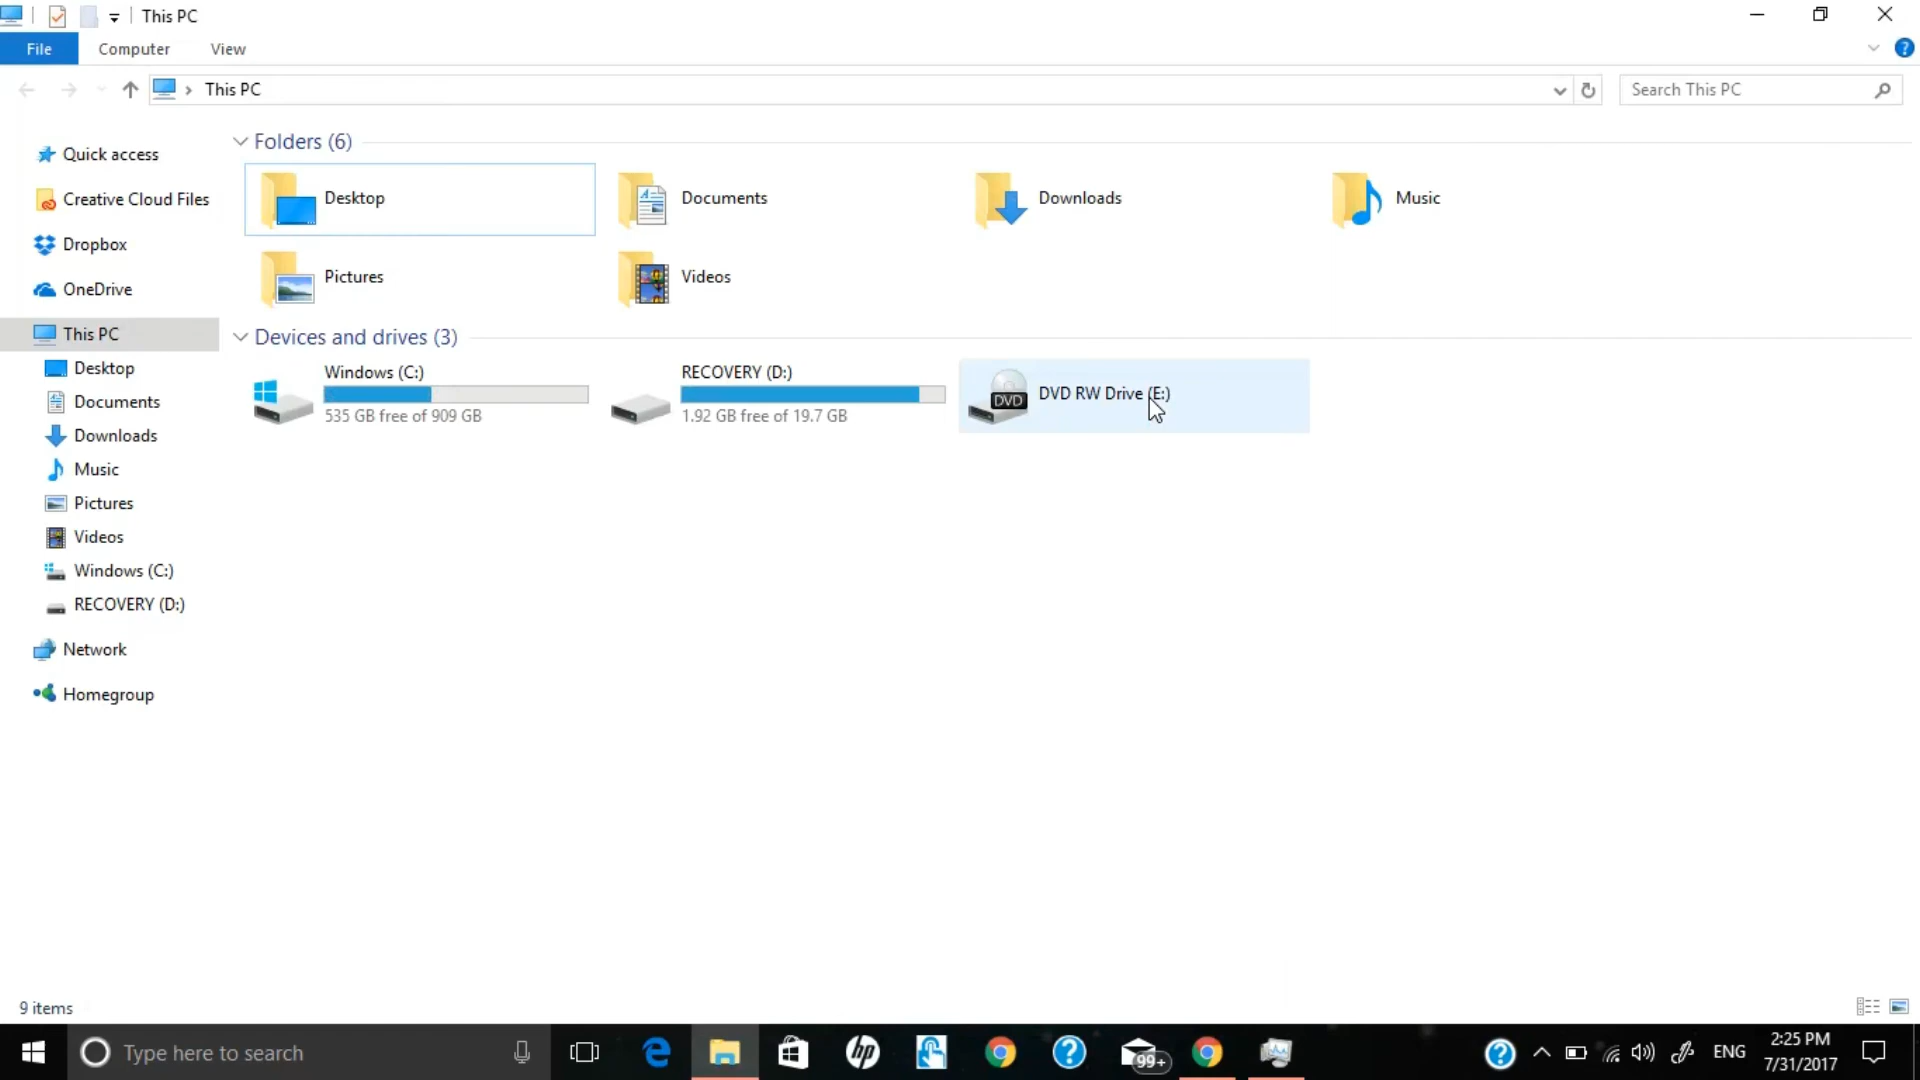 This PC
File Computer View
This PC
Search This PC
Quick access
Creative Cloud Files
Dropbox
OneDrive
This PC
Desktop
Documents
Downloads
Music
Pictures
Videos
Windows (C:)
RECOVERY (D:)
Network
Homegroup
Folders (6)
Desktop
Documents
Downloads
Music
Pictures
Videos
Devices and drives (3)
Windows (C:)
535 GB free of 909 GB
RECOVERY (D:)
1.92 GB free of 19.7 GB
DVD
DVD RW Drive (E:)
9 items
Type here to search
hp
99+
ENG
2:25 PM
7/31/2017